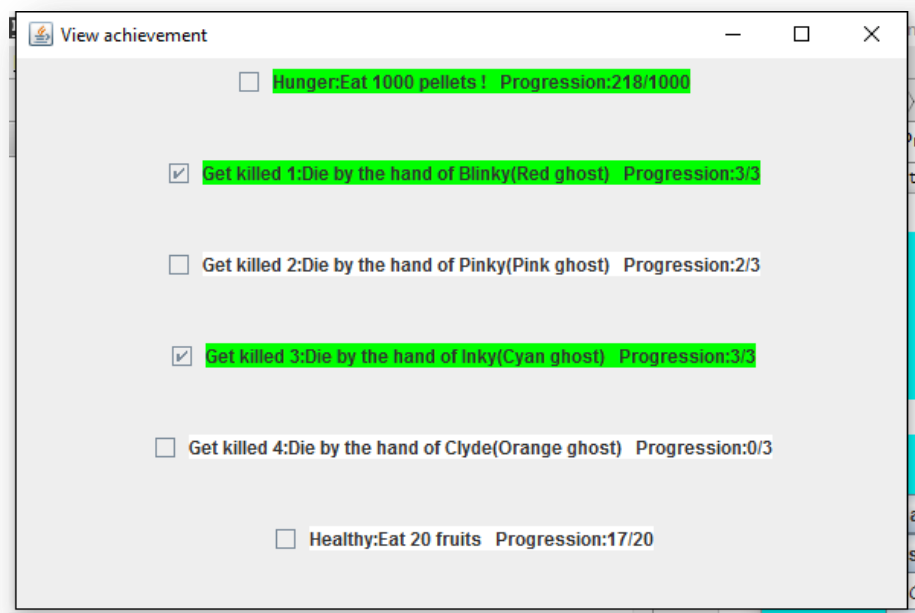 View achievement
Hunger:Eat 1000 pellets ! Progression:218/1000
Get killed 1:Die by the hand of Blinky(Red ghost) Progression:3/3
Get killed 2:Die by the hand of Pinky(Pink ghost) Progression:2/3
Get killed 3:Die by the hand of Inky(Cyan ghost) Progression:3/3
Get killed 4:Die by the hand of Clyde(Orange ghost) Progression:0/3
Healthy:Eat 20 fruits Progression:17/20